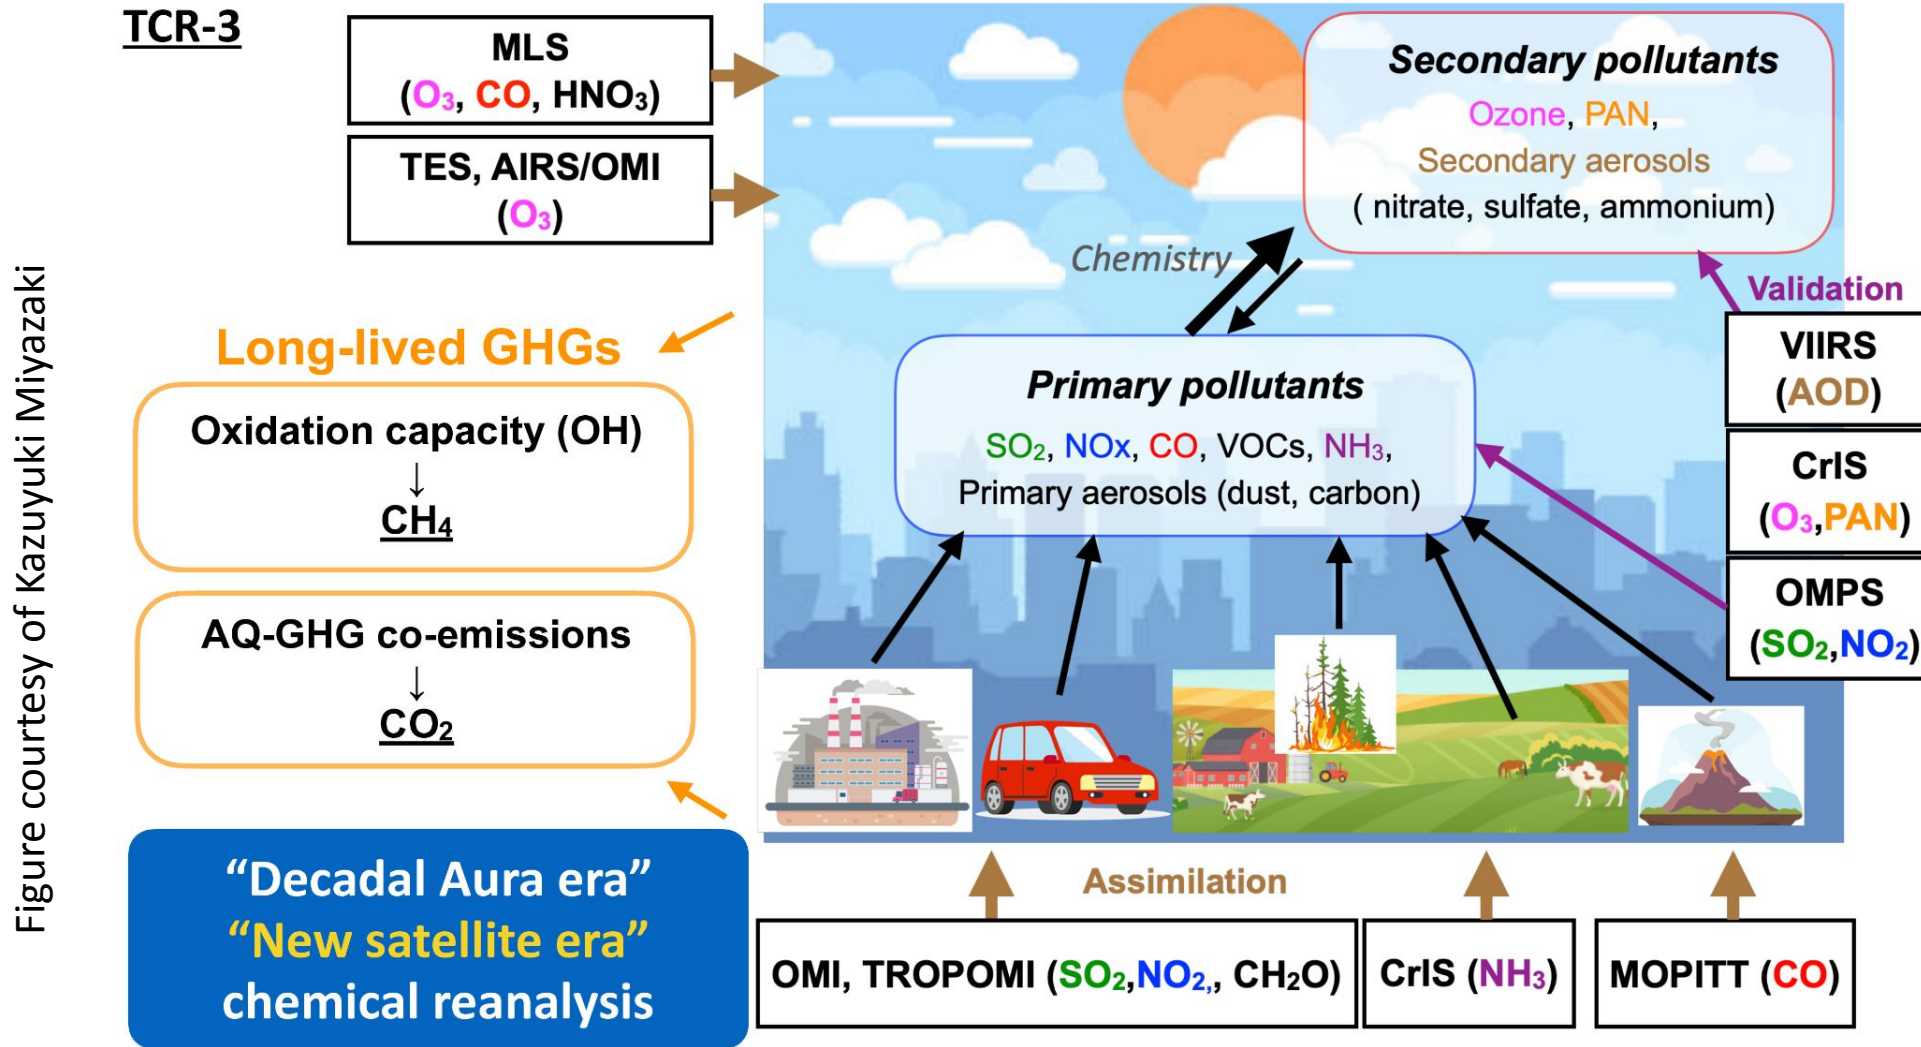 TCR-3
MLS
(O₃, CO, HNO₃)
TES, AIRS/OMI
(O₃)
Secondary pollutants
Ozone, PAN,
Secondary aerosols
( nitrate, sulfate, ammonium)
Chemistry
Validation
VIIRS
(AOD)
CrIS
(O₃,PAN)
OMPS
(SO₂,NO₂)
Primary pollutants
SO₂, NOx, CO, VOCs, NH₃,
Primary aerosols (dust, carbon)
Long-lived GHGs
Oxidation capacity (OH)
↓
CH₄
AQ-GHG co-emissions
↓
CO₂
“Decadal Aura era”
“New satellite era”
chemical reanalysis
Assimilation
OMI, TROPOMI (SO₂,NO₂,, CH₂O)
CrIS (NH₃)
MOPITT (CO)
Figure courtesy of Kazuyuki Miyazaki